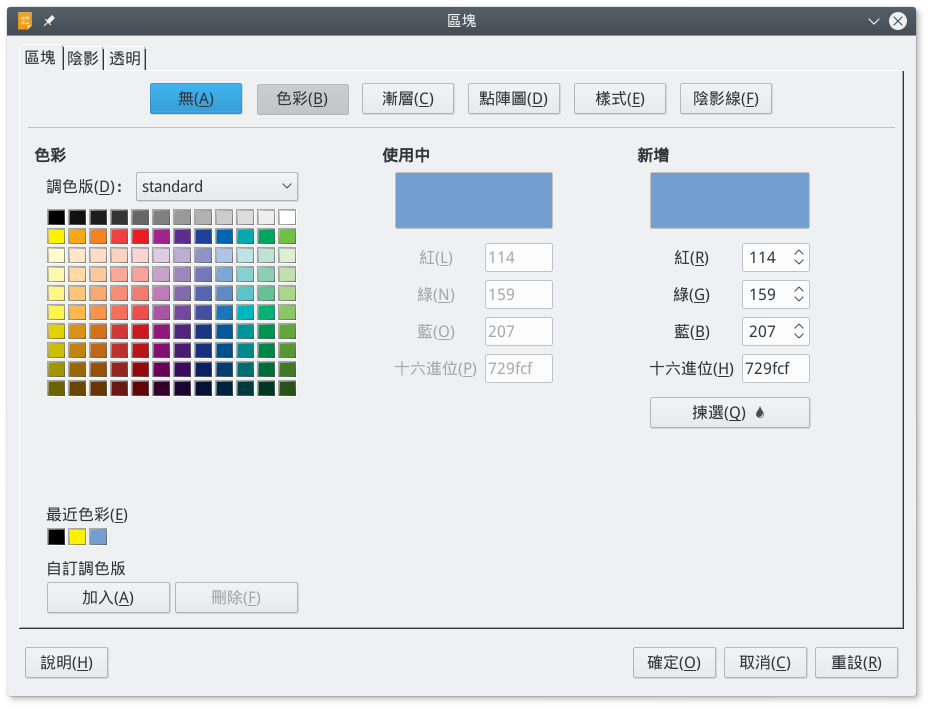 區塊
區塊 陰影 透明
無(A) 色彩(B) 漸層(C) 點陣圖(D) 樣式(E) 陰影線(F)
色彩 使用中 新增
調色版(D): standard
紅(L) 114 紅(R) 114
綠(N) 159 綠(G) 159
藍(O) 207 藍(B) 207
十六進位(P) 729fcf 十六進位(H) 729fcf
揀選(Q)
最近色彩(E)
自訂調色版
加入(A) 刪除(F)
說明(H) 確定(O) 取消(C) 重設(R)